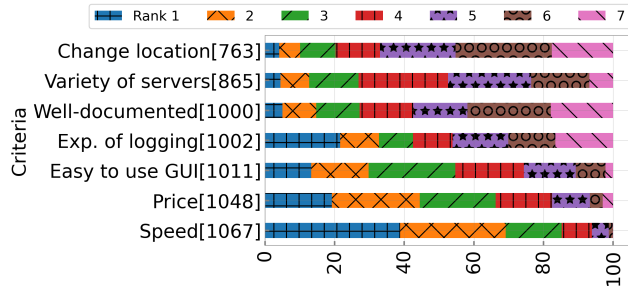 Rank 1 2 3 4 5 6 7
Criteria
Change location[763]
Variety of servers[865]
Well-documented[1000]
Exp. of logging[1002]
Easy to use GUI[1011]
Price[1048]
Speed[1067]
0 20 40 60 80 100